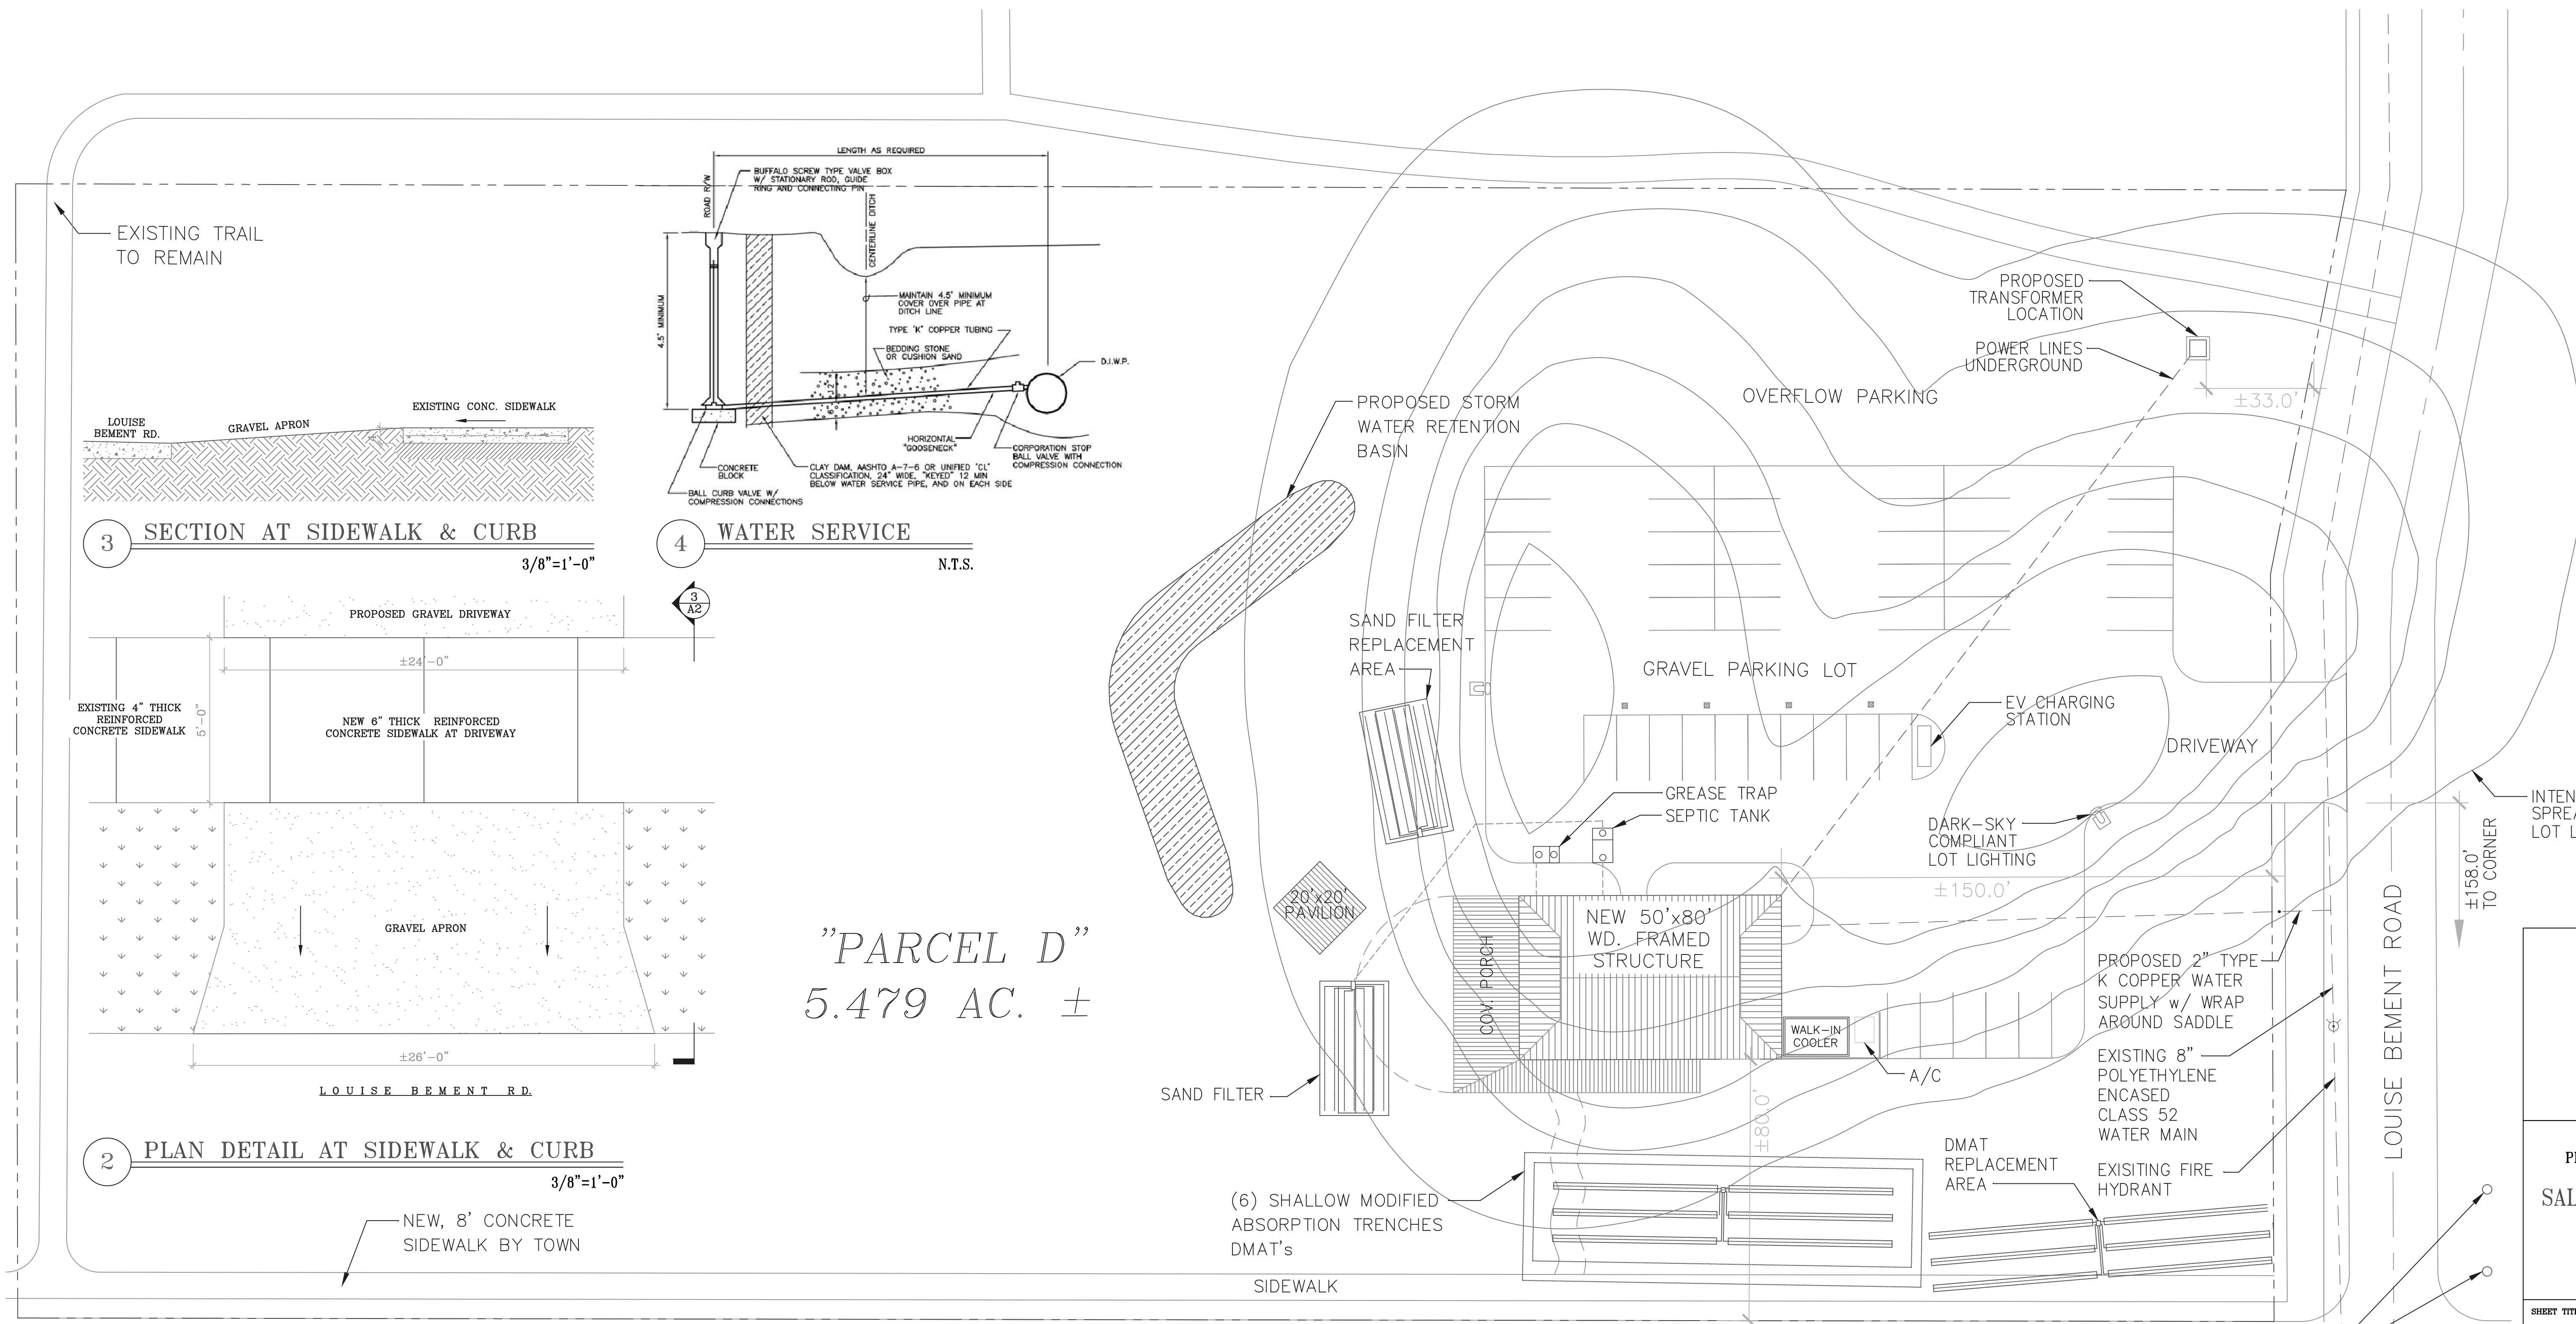 EXISTING TRAIL
TO REMAIN
LENGTH AS REQUIRED
ROAD R/W
BUFFALO SCREW TYPE VALVE BOX
W/ STATIONARY ROD, GUIDE
RING AND CONNECTING PIN
CENTERLINE DITCH
4.5' MINIMUM
MAINTAIN 4.5' MINIMUM
COVER OVER PIPE AT
DITCH LINE
TYPE 'K' COPPER TUBING
BEDDING STONE
OR CUSHION SAND
D.I.W.P.
HORIZONTAL
"GOOSENECK"
CORPORATION STOP
BALL VALVE WITH
COMPRESSION CONNECTION
CONCRETE
BLOCK
CLAY DAM, AASHTO A-7-6 OR UNIFIED 'CL'
CLASSIFICATION, 24" WIDE, "KEYED" 12 MIN
BELOW WATER SERVICE PIPE, AND ON EACH SIDE
BALL CURB VALVE W/
COMPRESSION CONNECTIONS
4 WATER SERVICE
N.T.S.
LOUISE
BEMENT RD.
GRAVEL APRON
EXISTING CONC. SIDEWALK
3 SECTION AT SIDEWALK & CURB
3/8"=1'-0"
3
A2
PROPOSED GRAVEL DRIVEWAY
±24'-0"
EXISTING 4" THICK
REINFORCED
CONCRETE SIDEWALK
5'-0"
NEW 6" THICK REINFORCED
CONCRETE SIDEWALK AT DRIVEWAY
GRAVEL APRON
±26'-0"
LOUISE BEMENT RD.
2 PLAN DETAIL AT SIDEWALK & CURB
3/8"=1'-0"
NEW, 8' CONCRETE
SIDEWALK BY TOWN
"PARCEL D"
5.479 AC. ±
PROPOSED STORM
WATER RETENTION
BASIN
OVERFLOW PARKING
PROPOSED
TRANSFORMER
LOCATION
POWER LINES
UNDERGROUND
±33.0'
SAND FILTER
REPLACEMENT
AREA
GRAVEL PARKING LOT
EV CHARGING
STATION
DRIVEWAY
GREASE TRAP
SEPTIC TANK
DARK-SKY
COMPLIANT
LOT LIGHTING
±150.0'
INTEN
SPREA
LOT L
±158.0'
TO CORNER
20'x20'
PAVILION
COV. PORCH
NEW 50'x80'
WD. FRAMED
STRUCTURE
WALK-IN
COOLER
A/C
PROPOSED 2" TYPE
K COPPER WATER
SUPPLY w/ WRAP
AROUND SADDLE
EXISTING 8"
POLYETHYLENE
ENCASED
CLASS 52
WATER MAIN
EXISITING FIRE
HYDRANT
LOUISE BEMENT ROAD
SAND FILTER
±80.0'
(6) SHALLOW MODIFIED
ABSORPTION TRENCHES
DMAT's
DMAT
REPLACEMENT
AREA
SIDEWALK
SAL